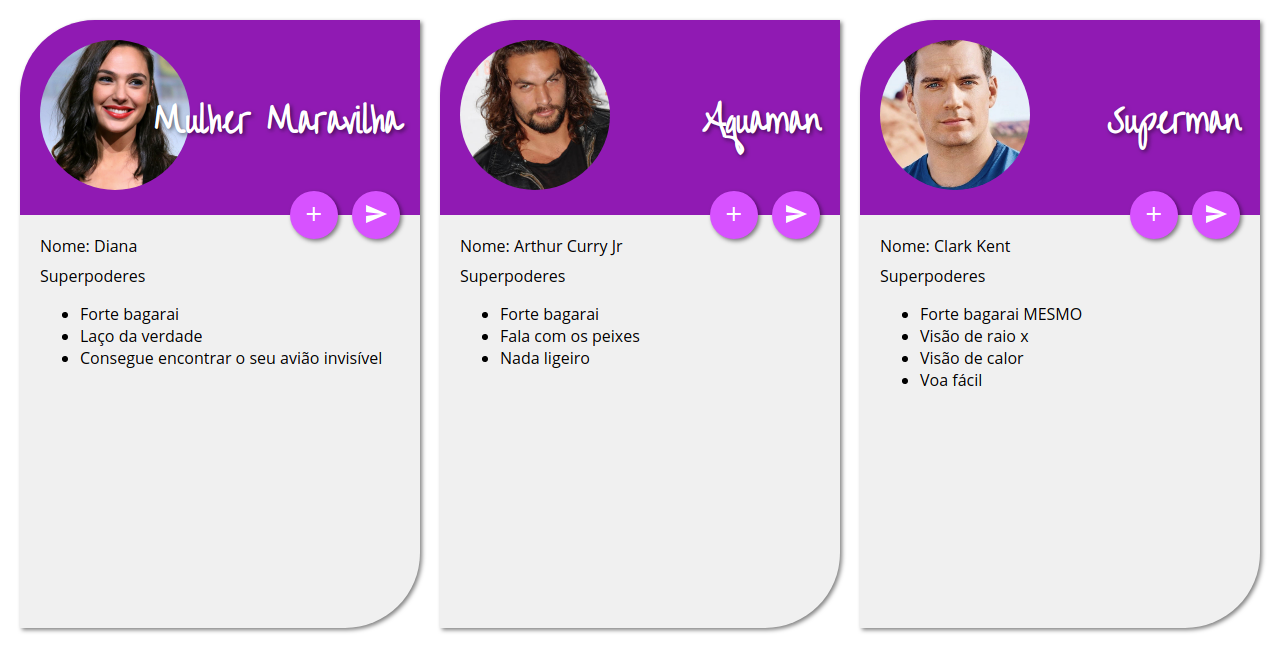 Mulher Maravilha
Nome: Diana
Superpoderes
Forte bagarai
Laço da verdade
Consegue encontrar o seu avião invisível
Aquaman
Nome: Arthur Curry Jr
Superpoderes
Forte bagarai
Fala com os peixes
Nada ligeiro
Superman
Nome: Clark Kent
Superpoderes
Forte bagarai MESMO
Visão de raio x
Visão de calor
Voa fácil